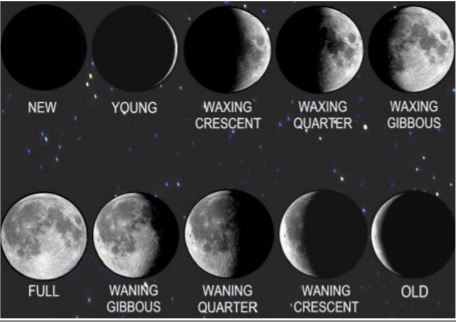 NEW
YOUNG
WAXING
CRESCENT
WAXING
QUARTER
WAXING
GIBBOUS
FULL
WANING
GIBBOUS
WANING
QUARTER
WANING
CRESCENT
OLD